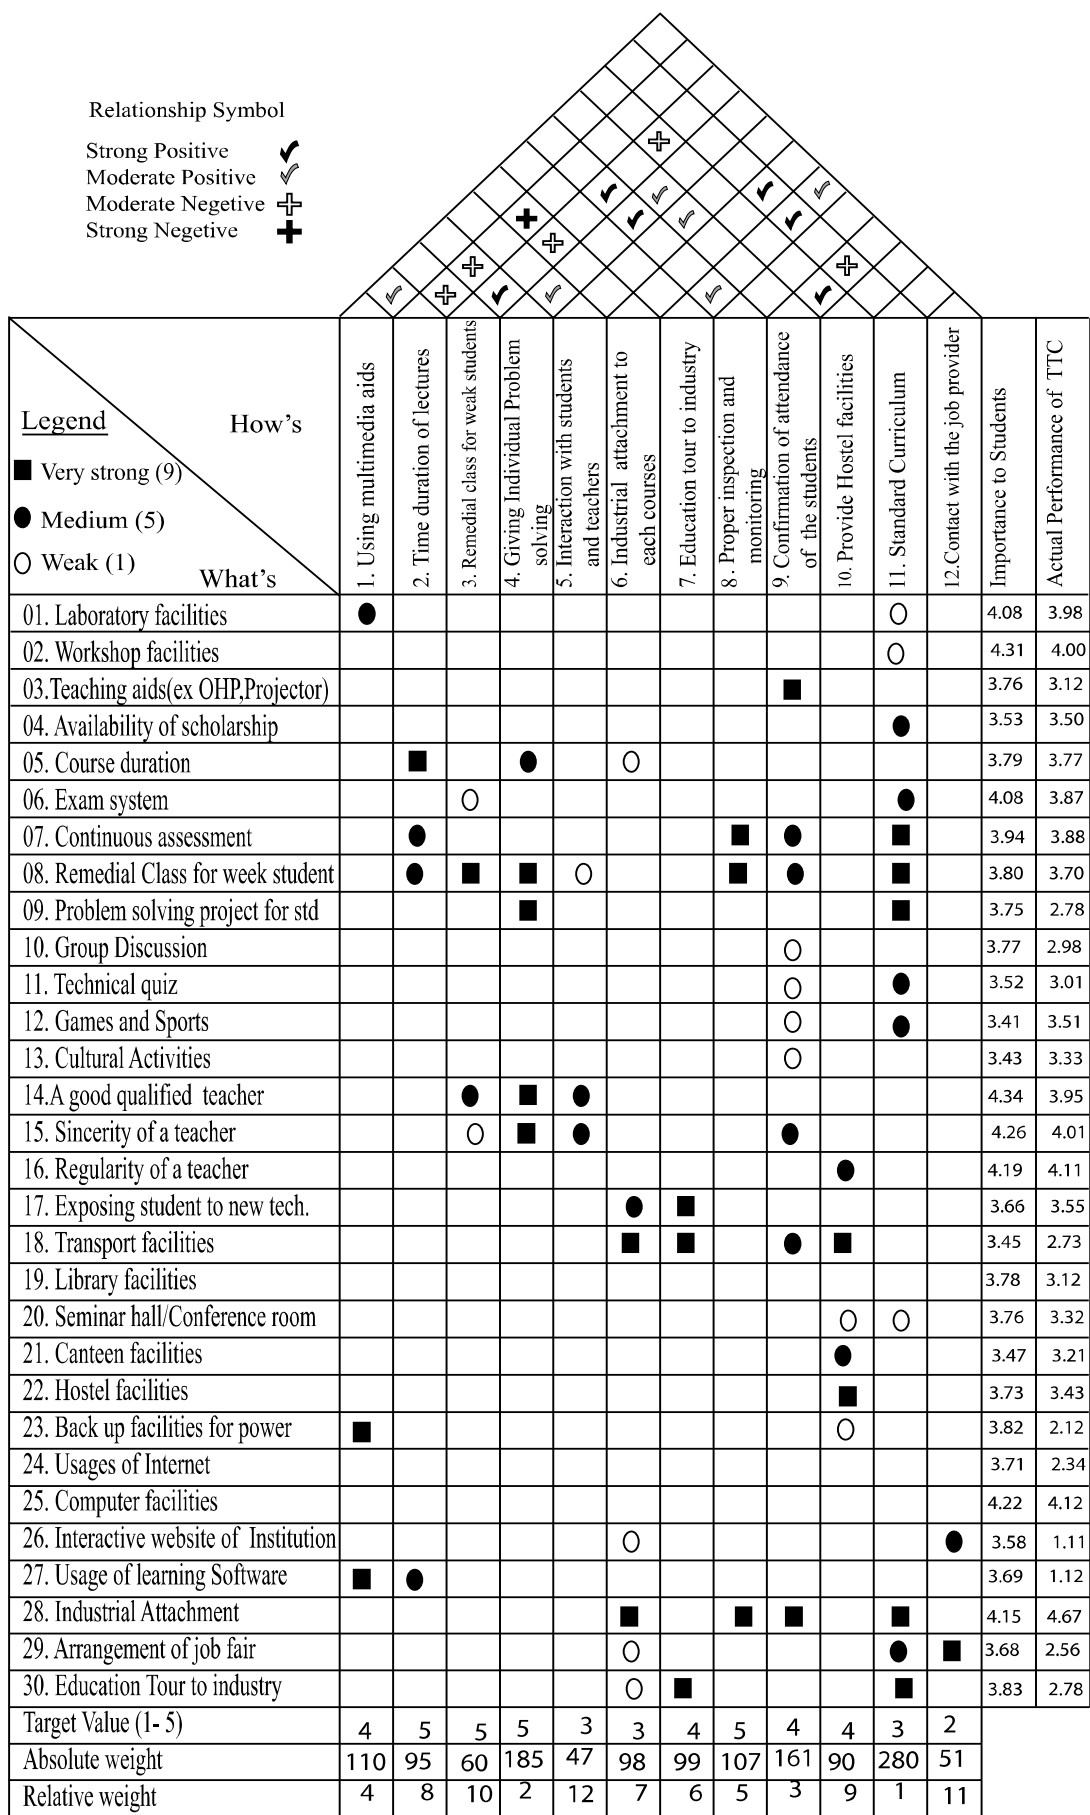 Relationship Symbol
Strong Positive
Moderate Positive
Moderate Negetive
Strong Negetive
Legend
Very strong (9)
Medium (5)
Weak (1)
How's
What's
1. Using multimedia aids
2. Time duration of lectures
3. Remedial class for weak students
4. Giving Individual Problem
solving
5. Interaction with students
and teachers
6. Industrial attachment to
each courses
7. Education tour to industry
8. Proper inspection and
monitoring
9. Confirmation of attendance
of the students
10. Provide Hostel facilities
11. Standard Curriculum
12.Contact with the job provider
Importance to Students
Actual Performance of TTC
01. Laboratory facilities 4.08 3.98
02. Workshop facilities 4.31 4.00
03.Teaching aids(ex OHP,Projector) 3.76 3.12
04. Availability of scholarship 3.53 3.50
05. Course duration 3.79 3.77
06. Exam system 4.08 3.87
07. Continuous assessment 3.94 3.88
08. Remedial Class for week student 3.80 3.70
09. Problem solving project for std 3.75 2.78
10. Group Discussion 3.77 2.98
11. Technical quiz 3.52 3.01
12. Games and Sports 3.41 3.51
13. Cultural Activities 3.43 3.33
14.A good qualified teacher 4.34 3.95
15. Sincerity of a teacher 4.26 4.01
16. Regularity of a teacher 4.19 4.11
17. Exposing student to new tech. 3.66 3.55
18. Transport facilities 3.45 2.73
19. Library facilities 3.78 3.12
20. Seminar hall/Conference room 3.76 3.32
21. Canteen facilities 3.47 3.21
22. Hostel facilities 3.73 3.43
23. Back up facilities for power 3.82 2.12
24. Usages of Internet 3.71 2.34
25. Computer facilities 4.22 4.12
26. Interactive website of Institution 3.58 1.11
27. Usage of learning Software 3.69 1.12
28. Industrial Attachment 4.15 4.67
29. Arrangement of job fair 3.68 2.56
30. Education Tour to industry 3.83 2.78
Target Value (1- 5) 4 5 5 5 3 3 4 5 4 4 3 2
Absolute weight 110 95 60 185 47 98 99 107 161 90 280 51
Relative weight 4 8 10 2 12 7 6 5 3 9 1 11